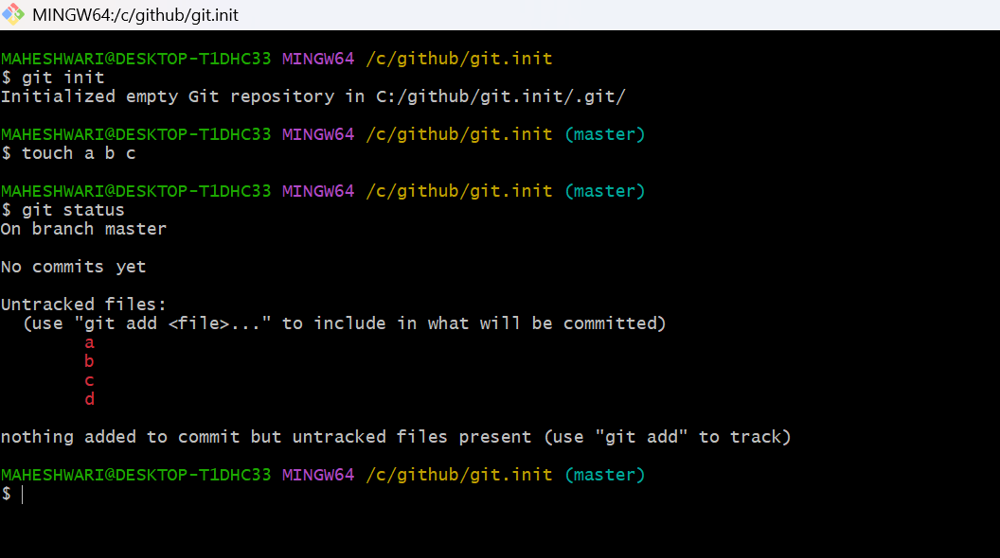 MINGW64:/c/github/git.init
MAHESHWARI@DESKTOP-T1DHC33 MINGW64 /c/github/git.init
$ git init
Initialized empty Git repository in C:/github/git.init/.git/
MAHESHWARI@DESKTOP-T1DHC33 MINGW64 /c/github/git.init (master)
$ touch a b c
MAHESHWARI@DESKTOP-T1DHC33 MINGW64 /c/github/git.init (master)
$ git status
On branch master
No commits yet
Untracked files:
(use "git add <file>..." to include in what will be committed)
a
b
c
d
nothing added to commit but untracked files present (use "git add" to track)
MAHESHWARI@DESKTOP-T1DHC33 MINGW64 /c/github/git.init (master)
$